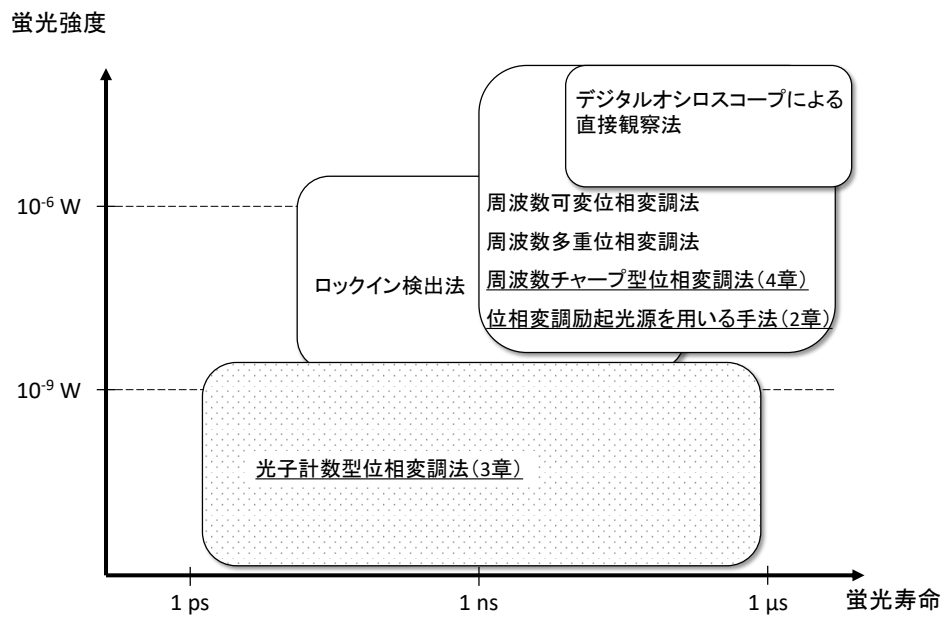 蛍光強度
デジタルオシロスコープによる
直接観察法
10-6 W
周波数可変位相変調法
周波数多重位相変調法
ロックイン検出法
周波数チャープ型位相変調法(4章)
位相変調励起光源を用いる手法(2章)
10-9 W
光子計数型位相変調法(3章)
1 ps
1 ns
1 μs
蛍光寿命